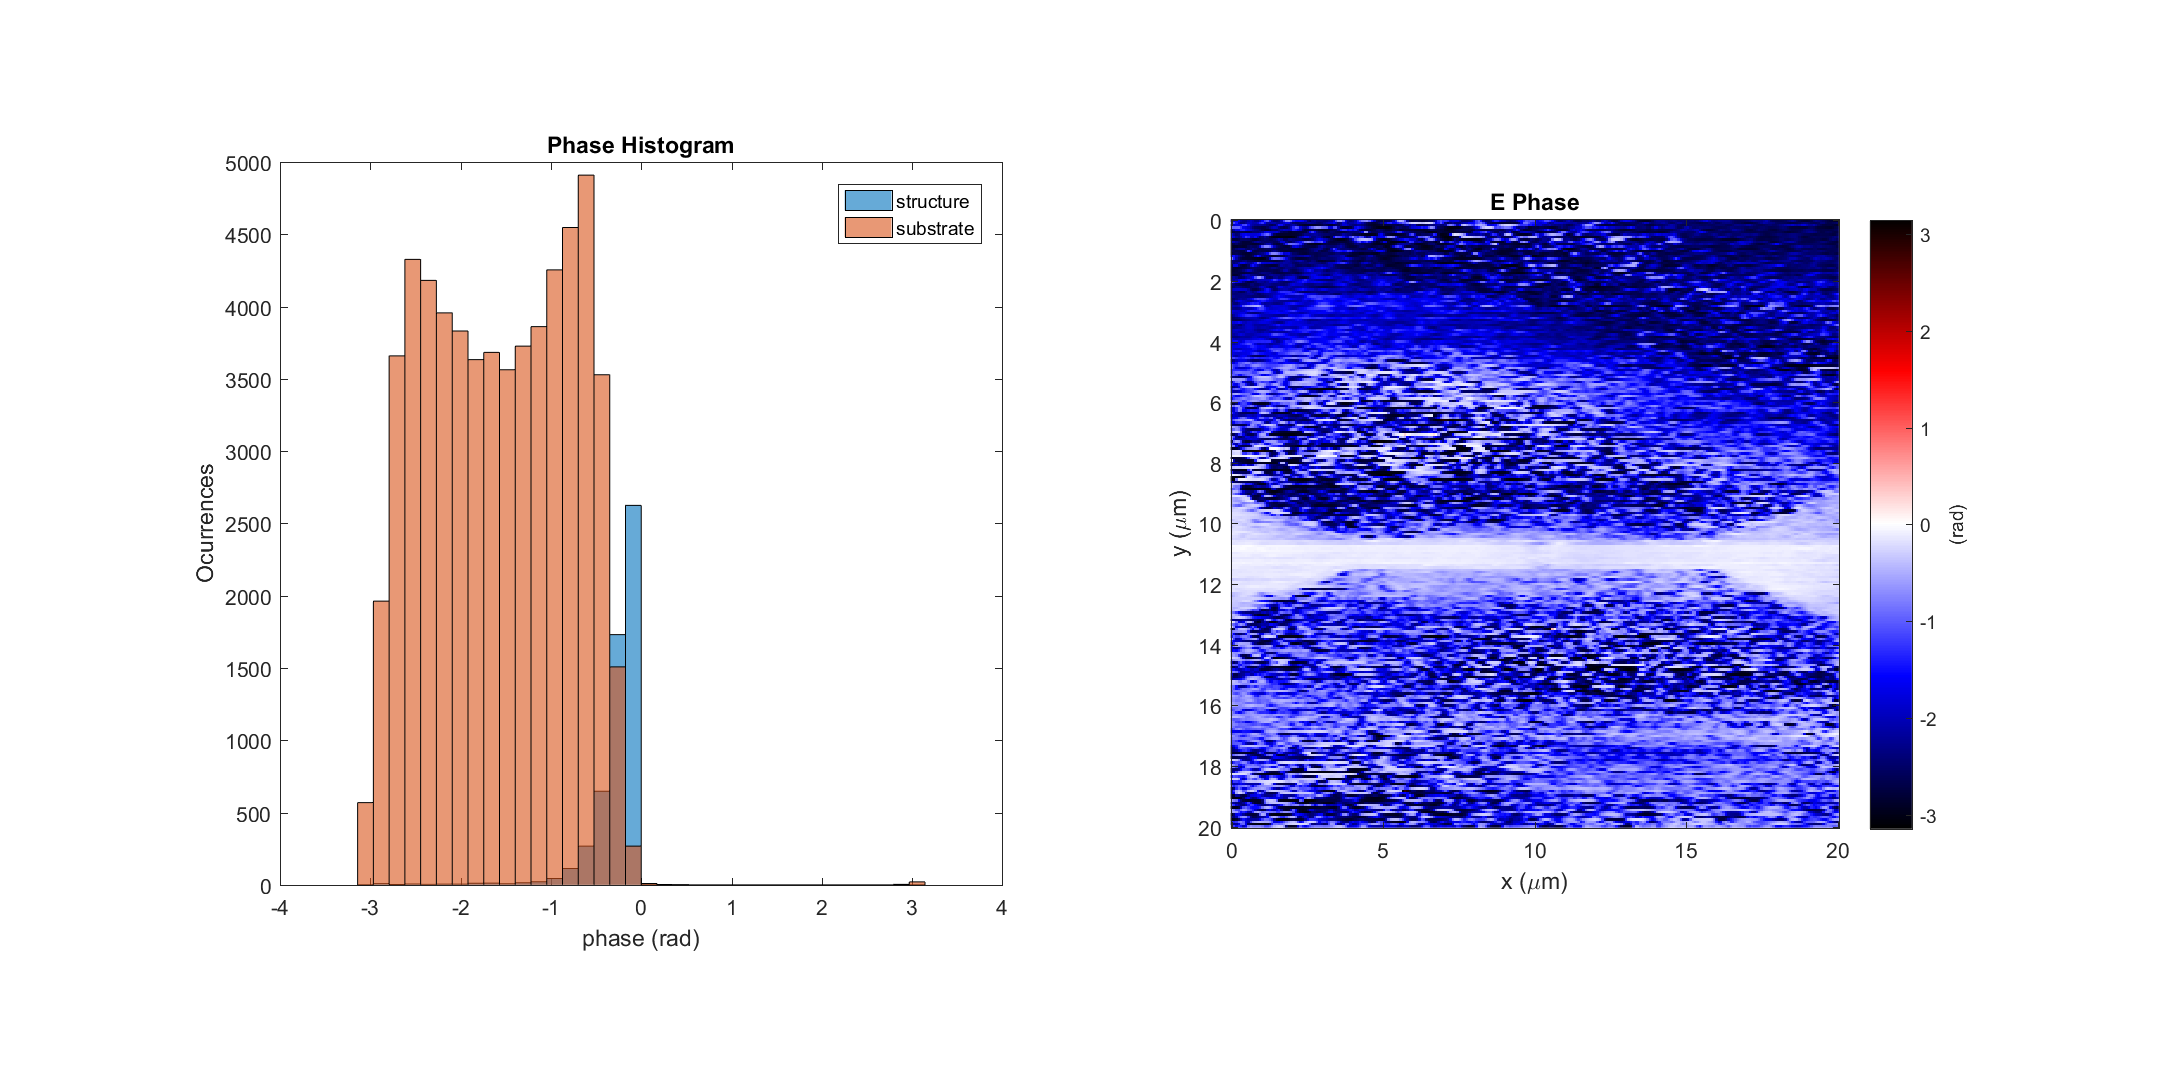 Phase Histogram
5000
4500
4000
3500
3000
2500
2000
1500
1000
500
0
Ocurrences
-4 -3 -2 -1 0 1 2 3 4
phase (rad)
structure
substrate
E Phase
0
2
4
6
8
10
12
14
16
18
20
y (μm)
0 5 10 15 20
x (μm)
3
2
1
0
-1
-2
-3
(rad)